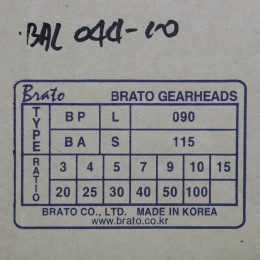 BAL 044-10
Brato BRATO GEARHEADS
TYPE BP L 090
BA S 115
RATIO 3 4 5 7 9 10 15
20 25 30 40 50 100
BRATO CO., LTD. MADE IN KOREA
www.brato.co.kr